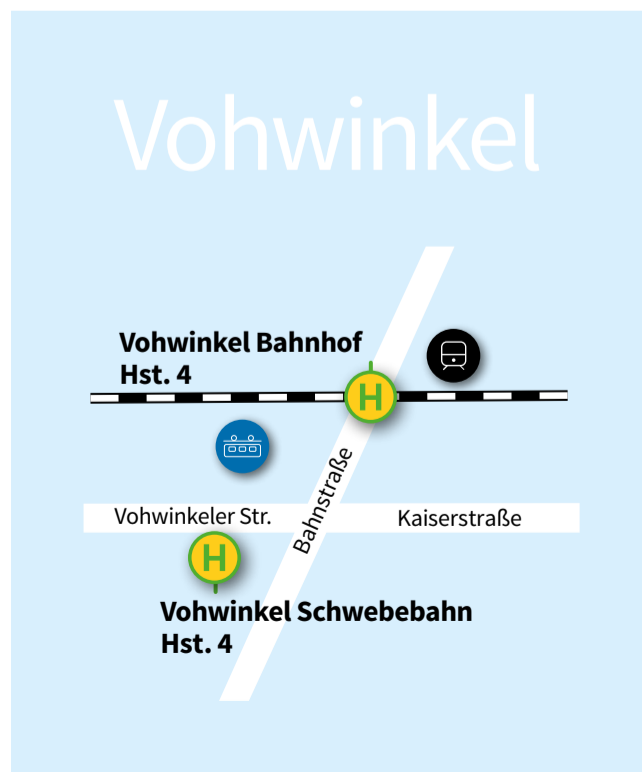 Vohwinkel
Vohwinkel Bahnhof
Hst. 4
H
Bahnstraße
Vohwinkeler Str.
Kaiserstraße
H
Vohwinkel Schwebebahn
Hst. 4